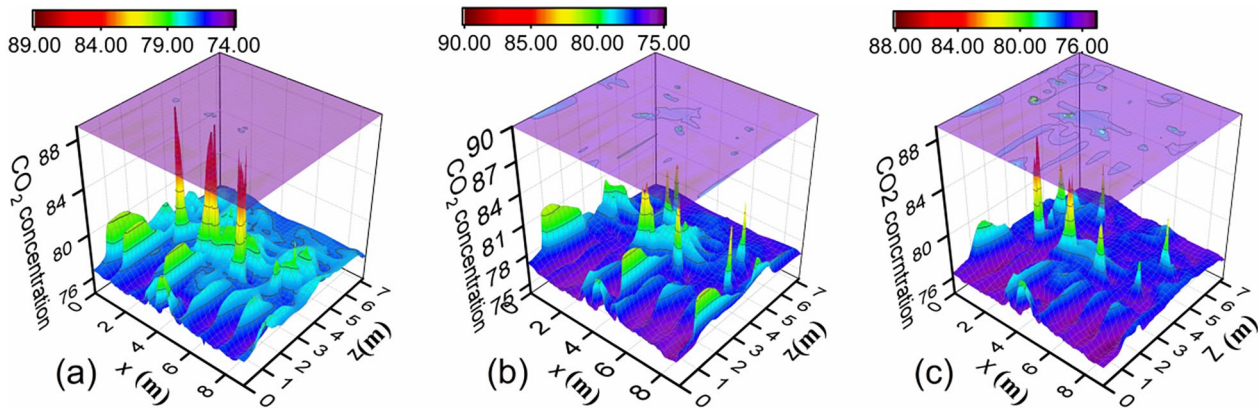 89.00 84.00 79.00 74.00
88
84
80
76
CO2 concentration
0 2 4 6 8
x (m)
0 1 2 3 4 5 6 7
z(m)
(a)
90.00 85.00 80.00 75.00
90
87
84
81
78
75
CO2 concentration
0 2 4 6 8
x (m)
0 1 2 3 4 5 6 7
z(m)
(b)
88.00 84.00 80.00 76.00
88
84
80
76
CO2 concrmtration
0 2 4 6 8
X (m)
0 1 2 3 4 5 6 7
Z (m)
(c)